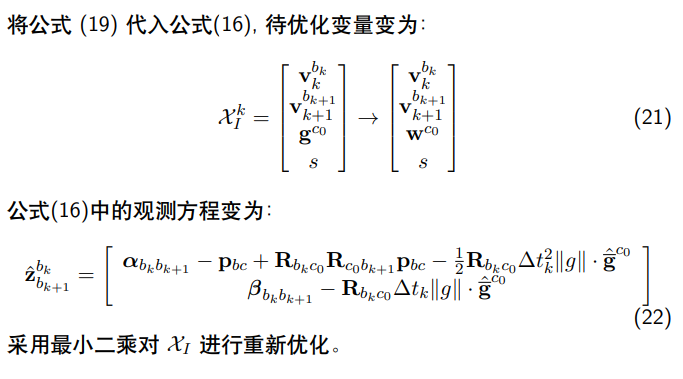 将公式 (19) 代入公式(16), 待优化变量变为:
$$\mathcal{X}_I^k = \begin{bmatrix} \mathbf{v}_k^{b_k} \\ \mathbf{v}_{k+1}^{b_{k+1}} \\ \mathbf{g}^{c_0} \\ s \end{bmatrix} \rightarrow \begin{bmatrix} \mathbf{v}_k^{b_k} \\ \mathbf{v}_{k+1}^{b_{k+1}} \\ \mathbf{w}^{c_0} \\ s \end{bmatrix} \quad (21)$$
公式(16)中的观测方程变为:
$$\hat{\mathbf{z}}_{b_{k+1}}^{b_k} = \begin{bmatrix} \boldsymbol{\alpha}_{b_k b_{k+1}} - \mathbf{p}_{bc} + \mathbf{R}_{b_k c_0} \mathbf{R}_{c_0 b_{k+1}} \mathbf{p}_{bc} - \frac{1}{2} \mathbf{R}_{b_k c_0} \Delta t_k^2 \|g\| \cdot \hat{\bar{\mathbf{g}}}^{c_0} \\ \boldsymbol{\beta}_{b_k b_{k+1}} - \mathbf{R}_{b_k c_0} \Delta t_k \|g\| \cdot \hat{\bar{\mathbf{g}}}^{c_0} \end{bmatrix} \quad (22)$$
采用最小二乘对 $\mathcal{X}_I$ 进行重新优化。